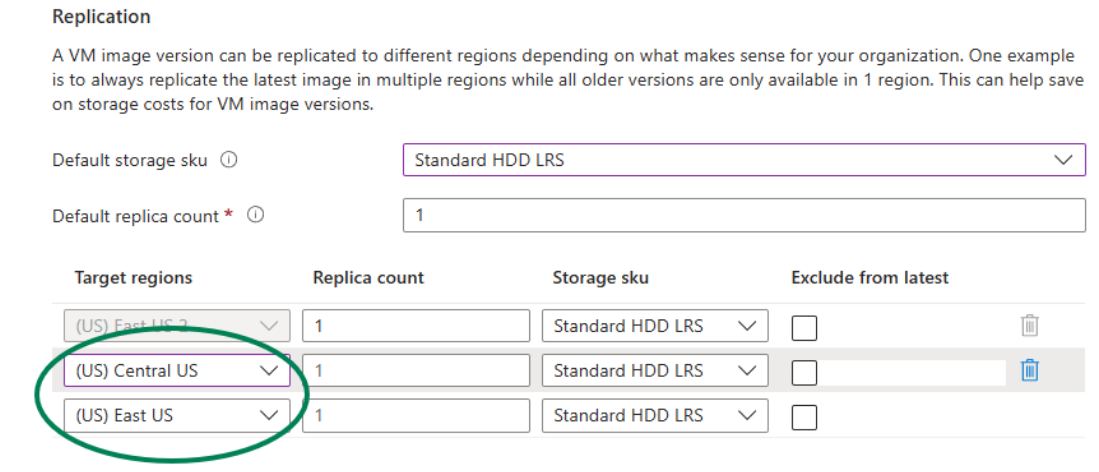 Replication
A VM image version can be replicated to different regions depending on what makes sense for your organization. One example
is to always replicate the latest image in multiple regions while all older versions are only available in 1 region. This can help save
on storage costs for VM image versions.
Default storage sku
Standard HDD LRS
Default replica count *
1
Target regions Replica count Storage sku Exclude from latest
(US) East US 2 1 Standard HDD LRS
(US) Central US 1 Standard HDD LRS
(US) East US 1 Standard HDD LRS